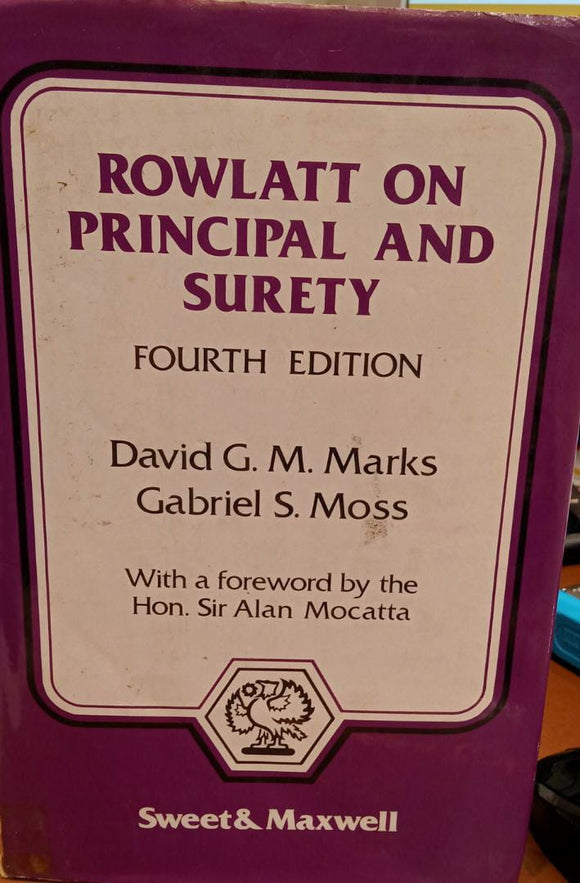 ROWLATT ON
PRINCIPAL AND
SURETY
FOURTH EDITION
David G. M. Marks
Gabriel S. Moss
With a foreword by the
Hon. Sir Alan Mocatta
Sweet & Maxwell